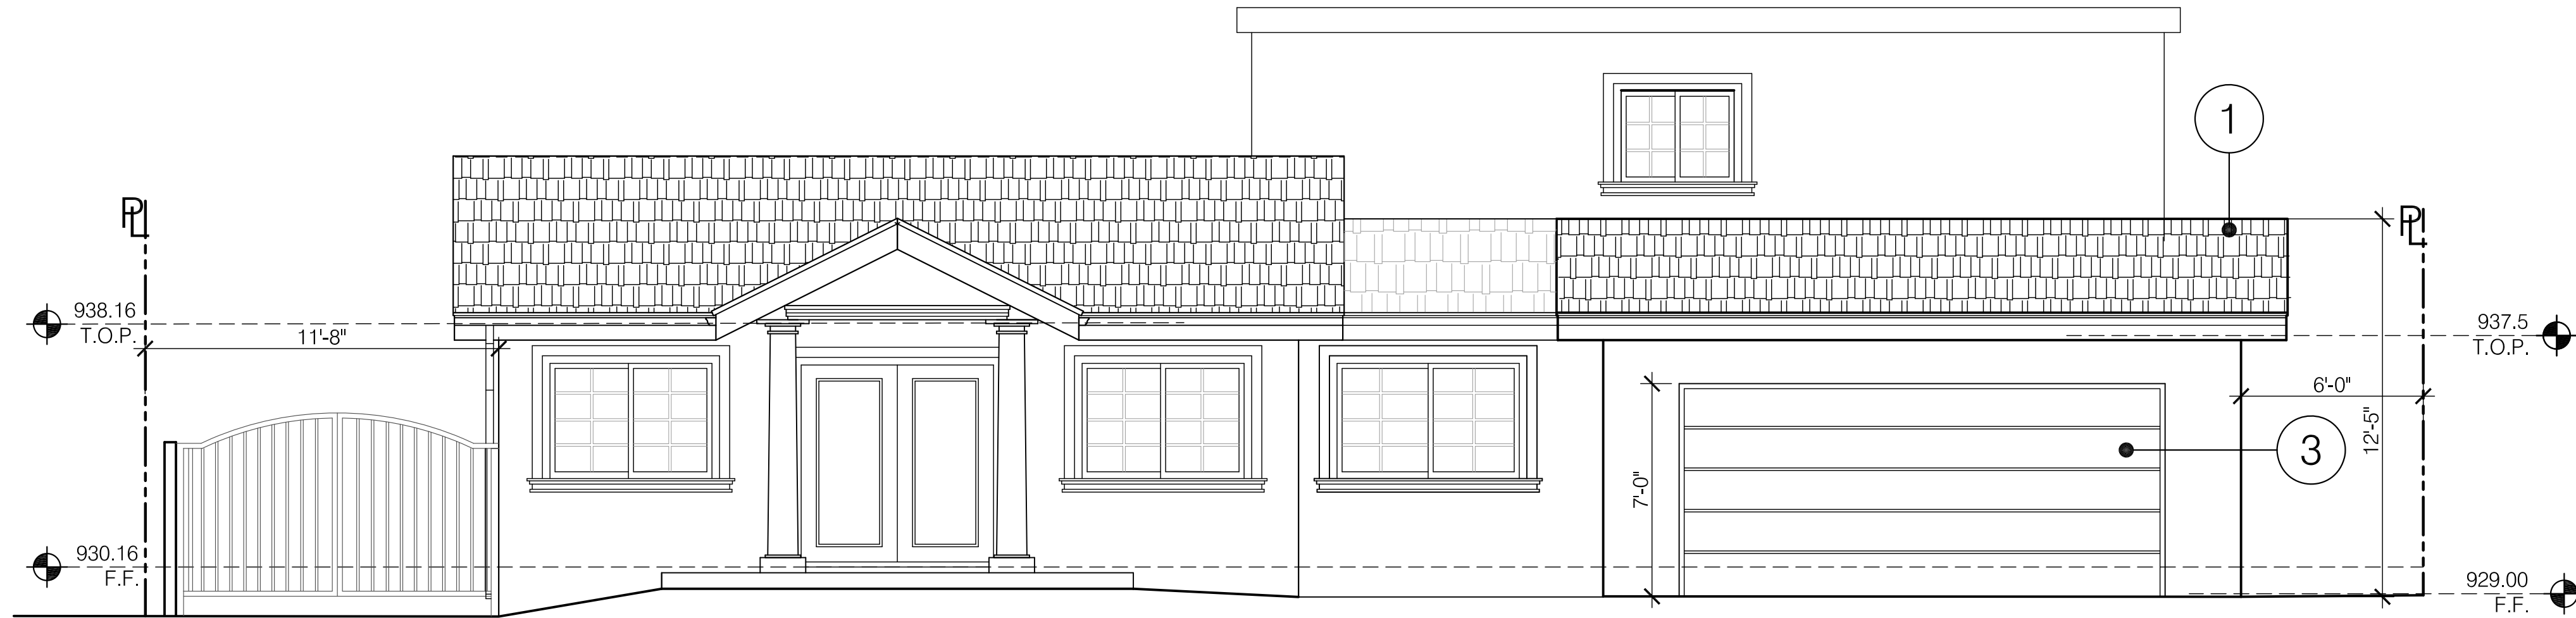 1
PL
PL
938.16
T.O.P.
11'-8"
937.5
T.O.P.
6'-0"
12'-5"
3
7'-0"
930.16
F.F.
929.00
F.F.